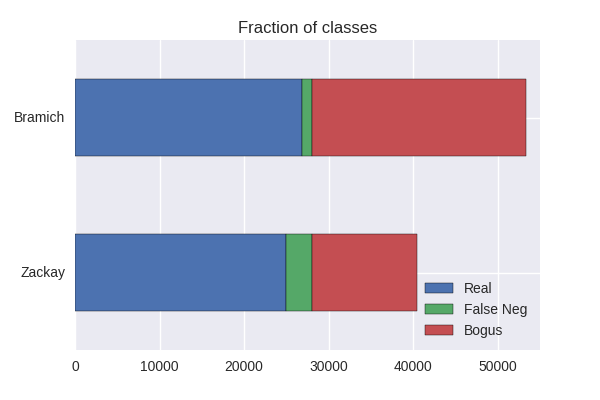 Fraction of classes
Bramich
Zackay
Real
False Neg
Bogus
0 10000 20000 30000 40000 50000